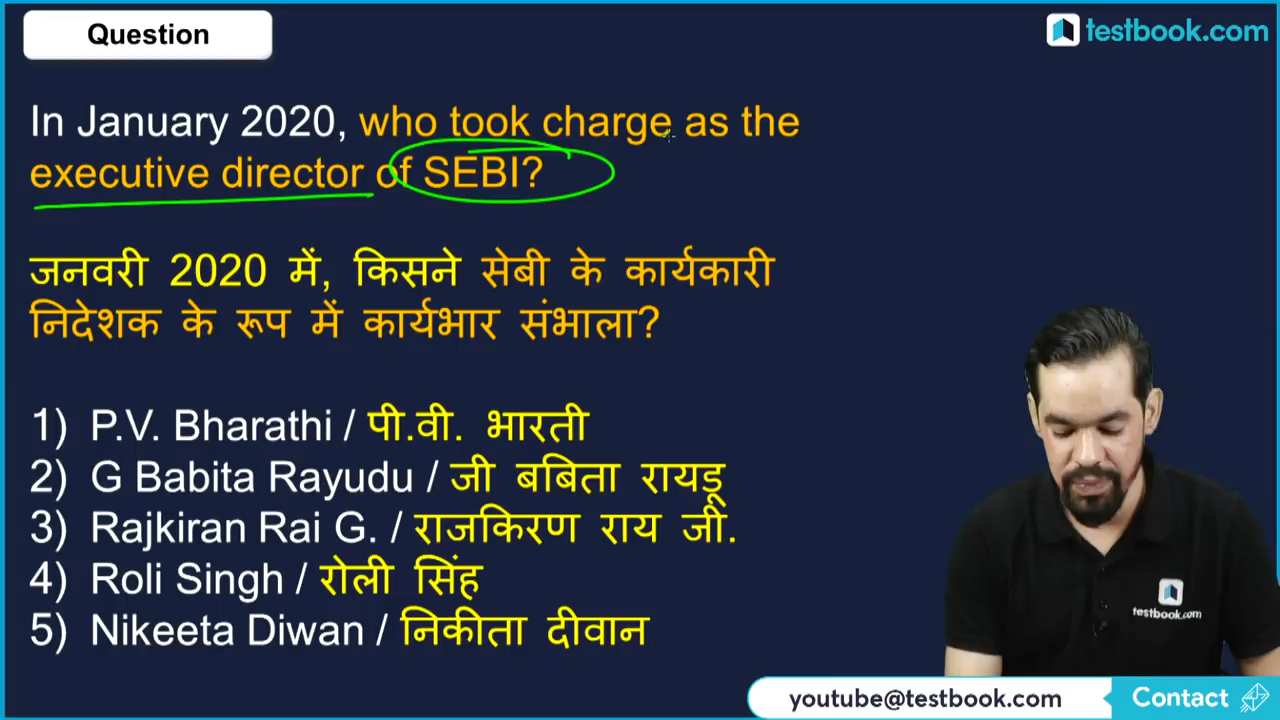 Question
testbook.com
In January 2020, who took charge as the
executive director of SEBI?
जनवरी 2020 में, किसने सेबी के कार्यकारी
निदेशक के रूप में कार्यभार संभाला?
1) P.V. Bharathi / पी.वी. भारती
2) G Babita Rayudu / जी बबिता रायडू
3) Rajkiran Rai G. / राजकिरण राय जी.
4) Roli Singh / रोली सिंह
5) Nikeeta Diwan / निकीता दीवान
testbook.com
youtube@testbook.com Contact